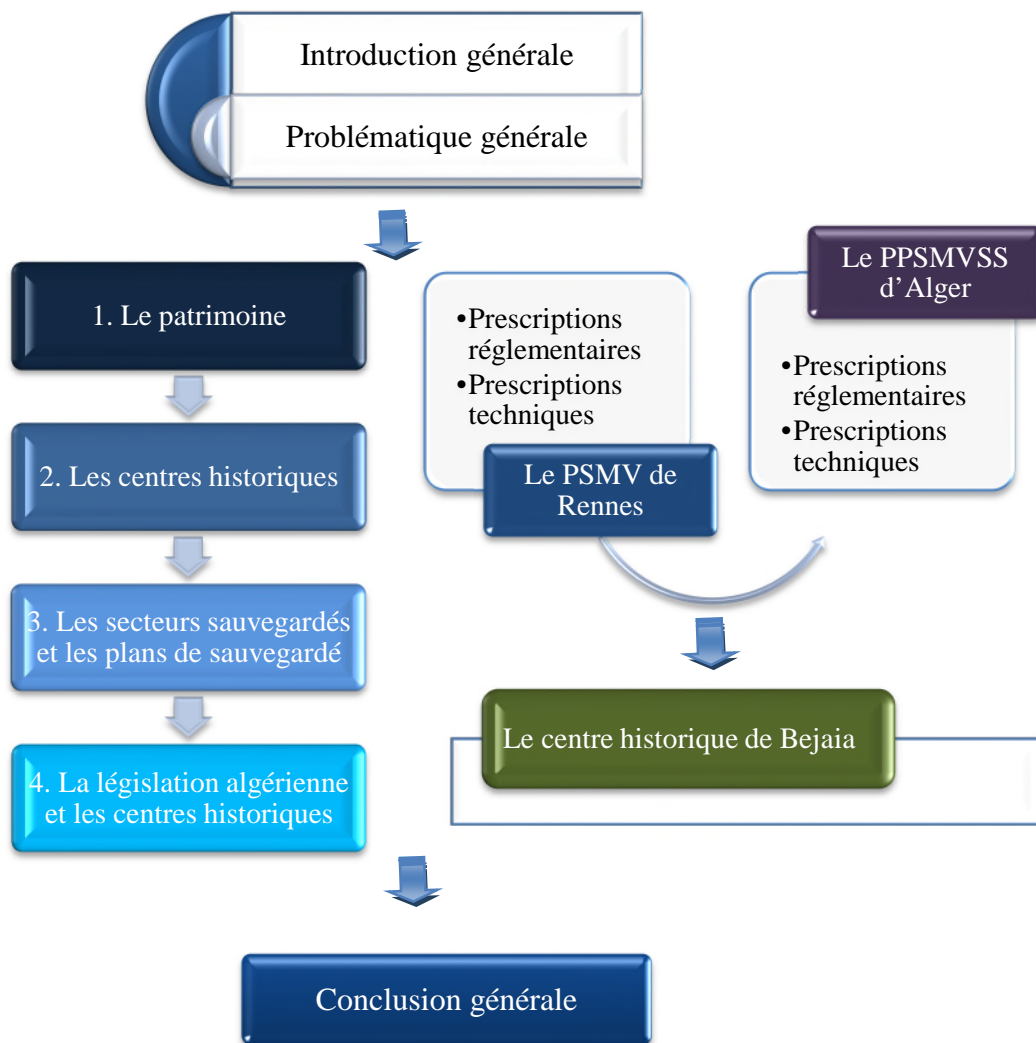 Introduction générale
Problématique générale
1. Le patrimoine
2. Les centres historiques
3. Les secteurs sauvegardés
et les plans de sauvegardé
4. La législation algérienne
et les centres historiques
•Prescriptions
réglementaires
•Prescriptions
techniques
Le PSMV de
Rennes
Le PPSMVSS
d’Alger
•Prescriptions
réglementaires
•Prescriptions
techniques
Le centre historique de Bejaia
Conclusion générale